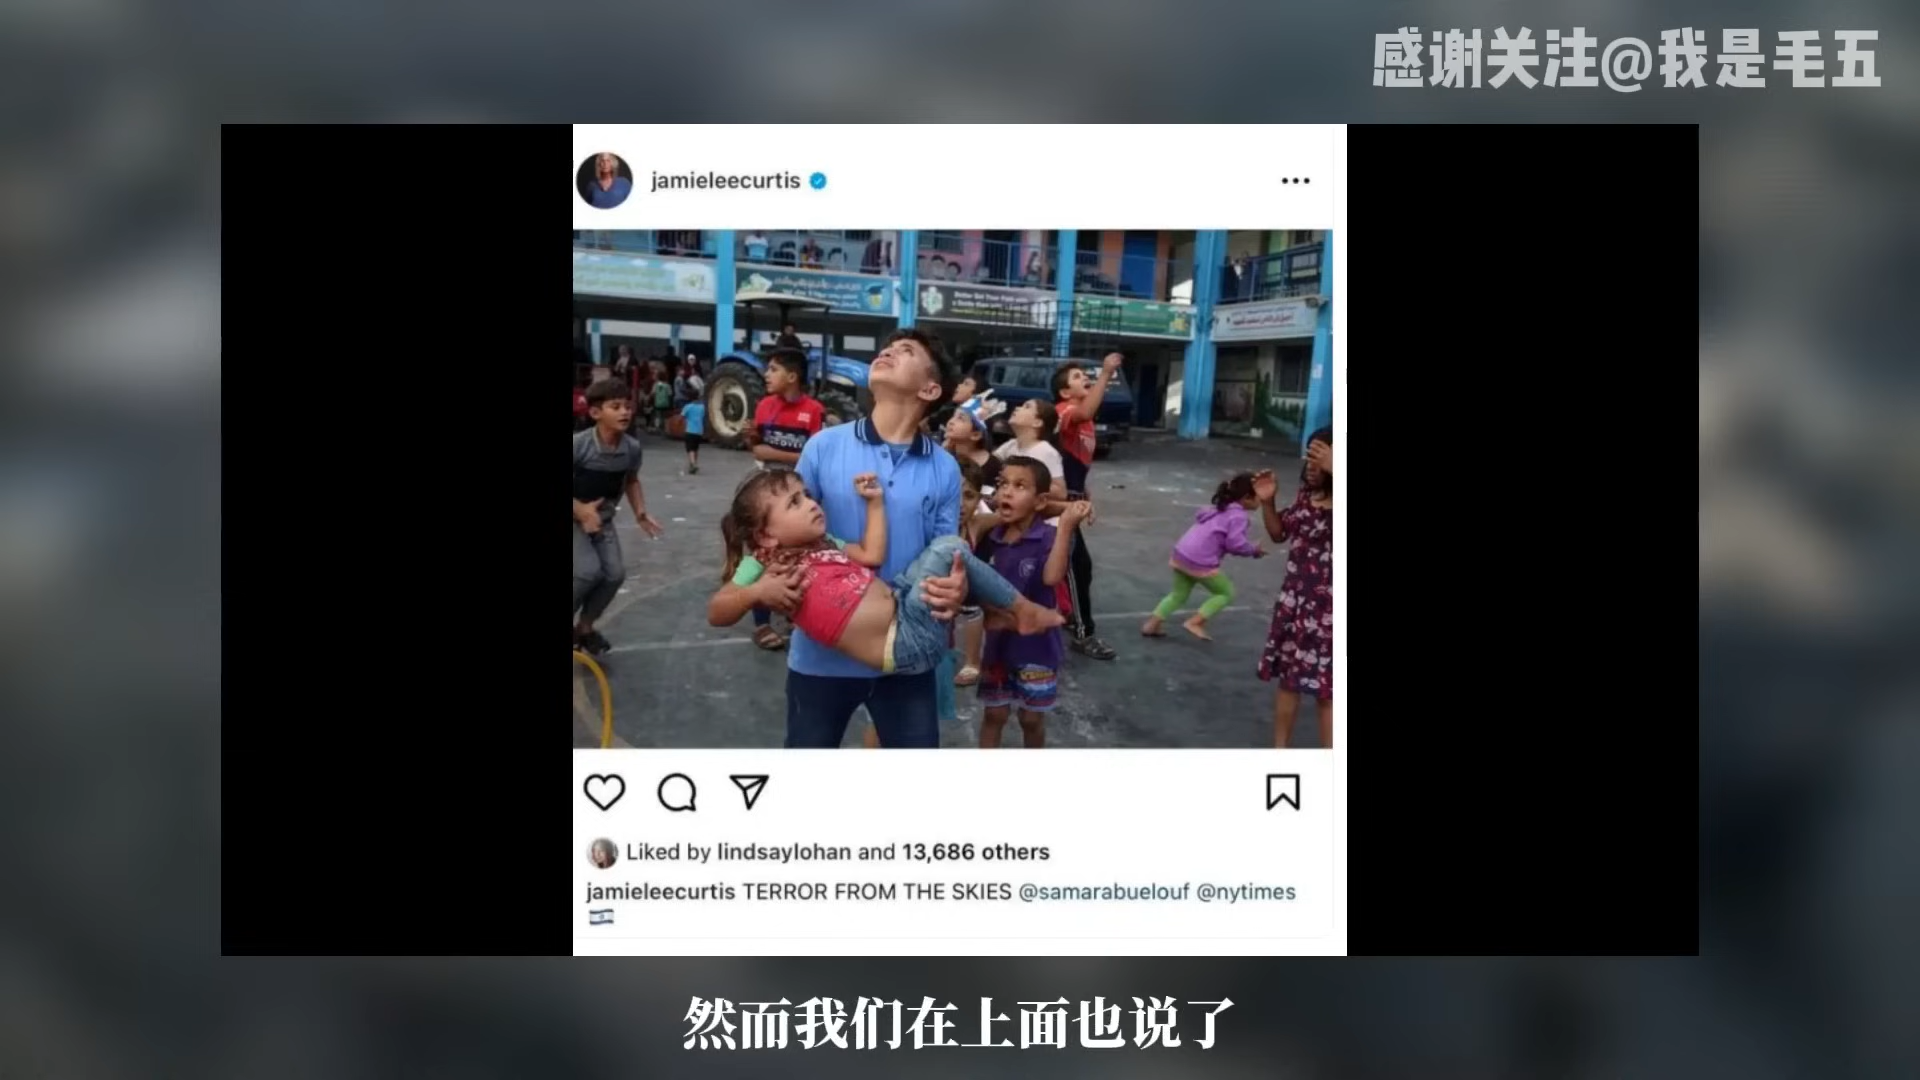 感谢关注@我是毛五
jamieleecurtis
Liked by lindsaylohan and 13,686 others
jamieleecurtis TERROR FROM THE SKIES @samarabuelouf @nytimes
然而我们在上面也说了